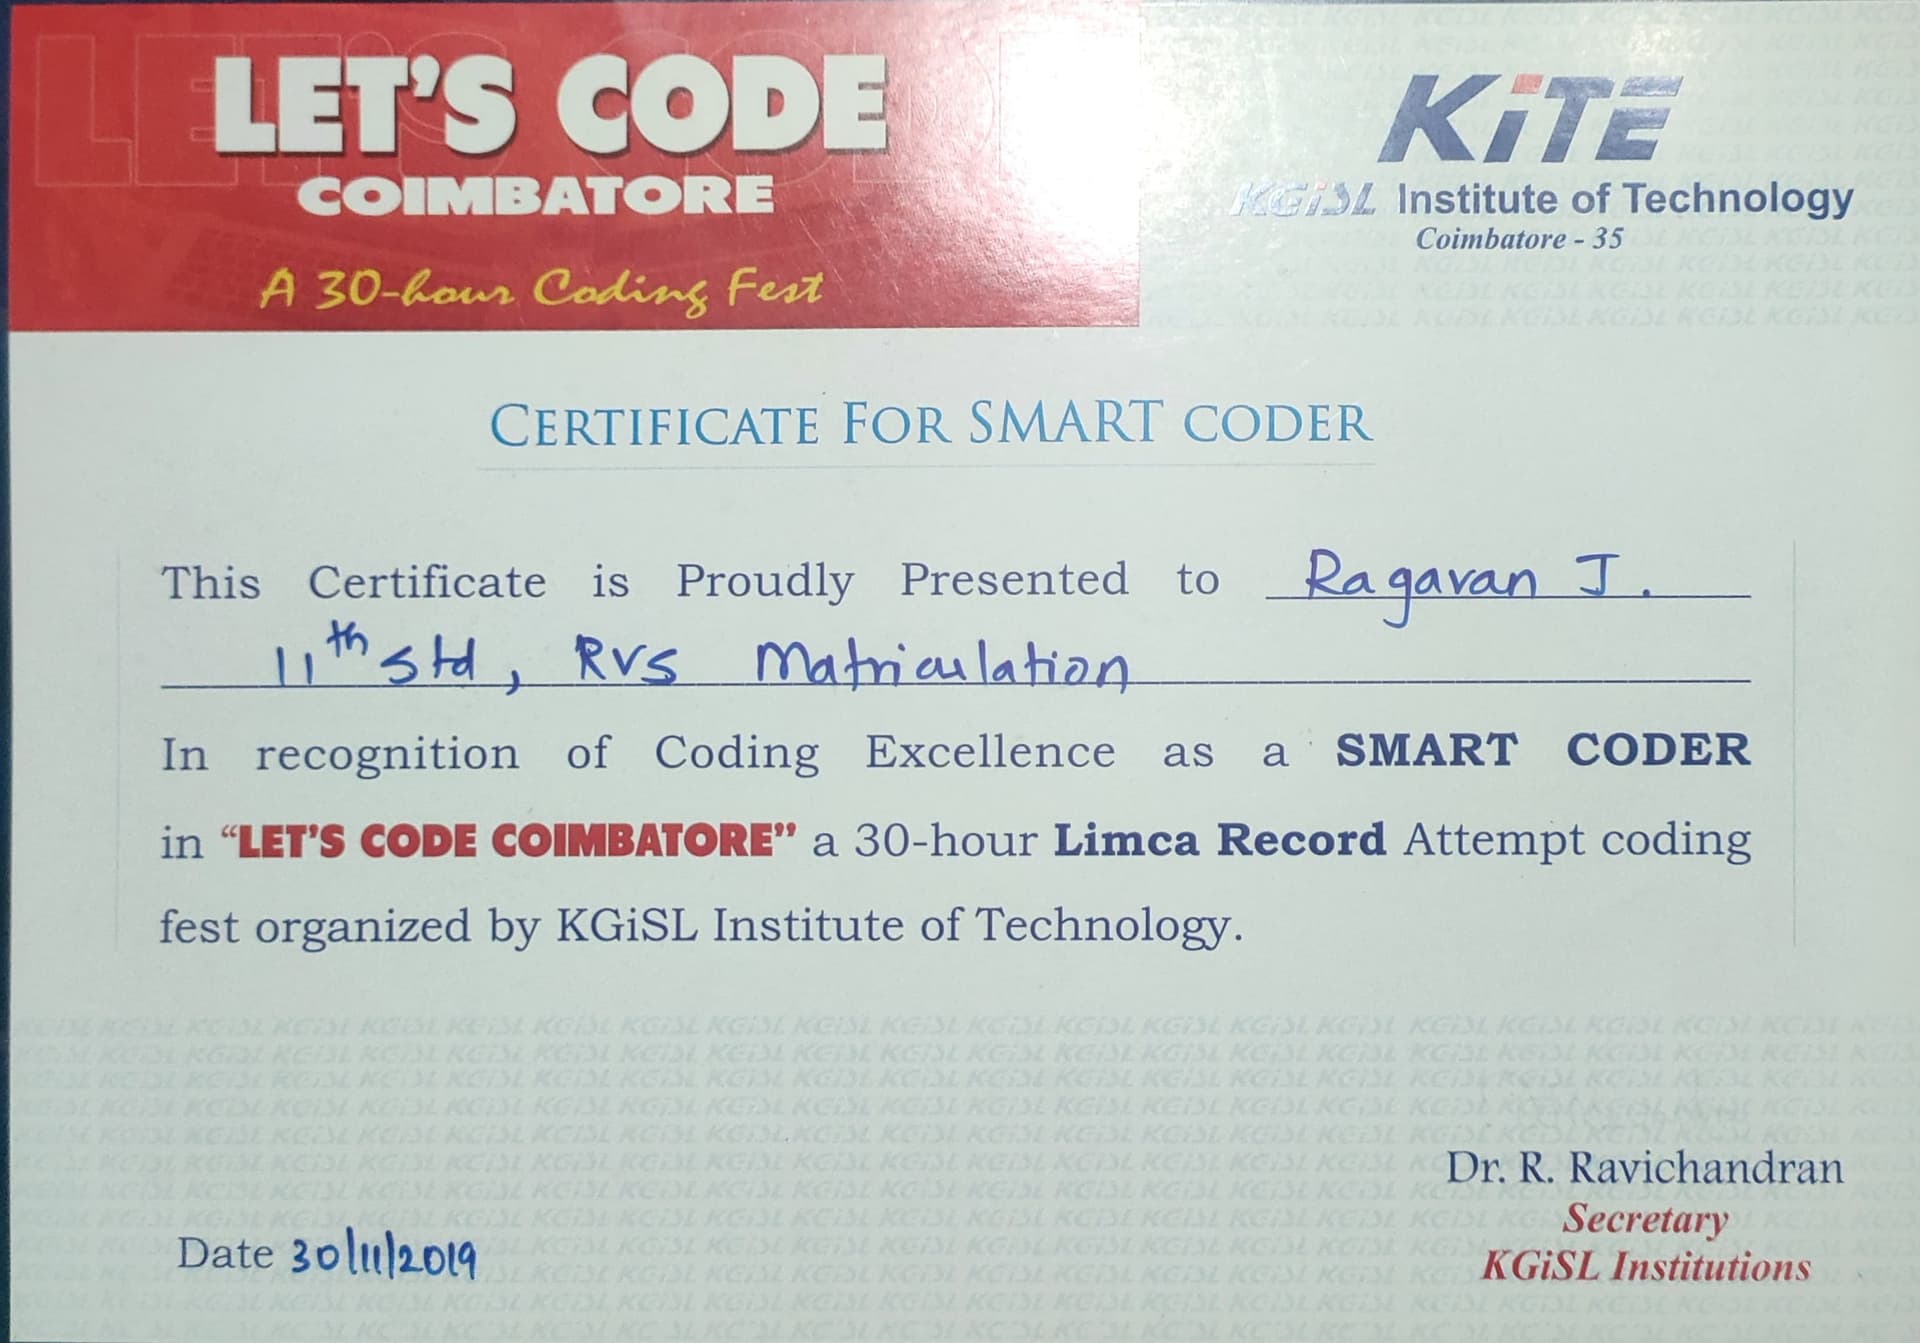 LET'S CODE
COIMBATORE
A 30-hour Coding Fest
KiTE
KGiSL Institute of Technology
Coimbatore - 35
CERTIFICATE FOR SMART CODER
This Certificate is Proudly Presented to Ragavan J.
11th std, RVS Matriculation
In recognition of Coding Excellence as a SMART CODER
in “LET'S CODE COIMBATORE” a 30-hour Limca Record Attempt coding
fest organized by KGiSL Institute of Technology.
Dr. R. Ravichandran
Secretary
KGiSL Institutions
Date 30/11/2019